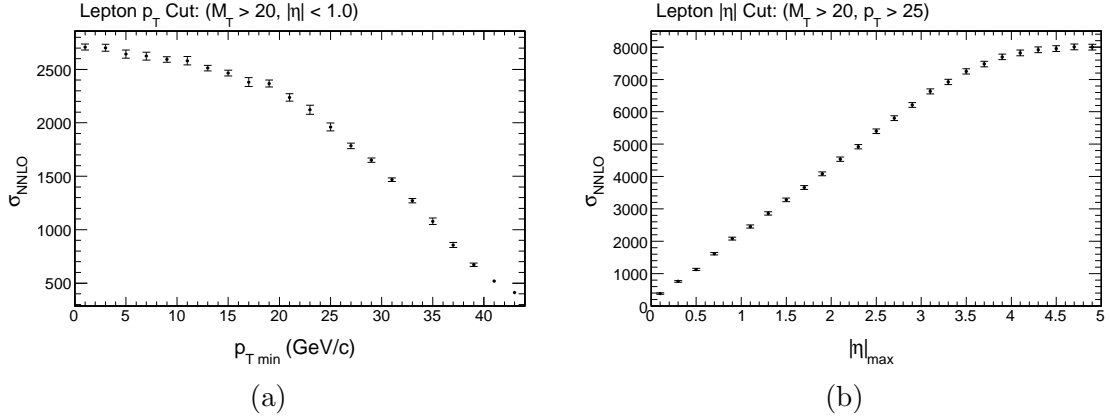 Lepton p_T Cut: (M_T > 20, |η| < 1.0)
σ_NNLO
2500
2000
1500
1000
500
0 5 10 15 20 25 30 35 40
p_T min (GeV/c)
(a)
Lepton |η| Cut: (M_T > 20, p_T > 25)
σ_NNLO
8000
7000
6000
5000
4000
3000
2000
1000
0
0 0.5 1 1.5 2 2.5 3 3.5 4 4.5 5
|η|_max
(b)